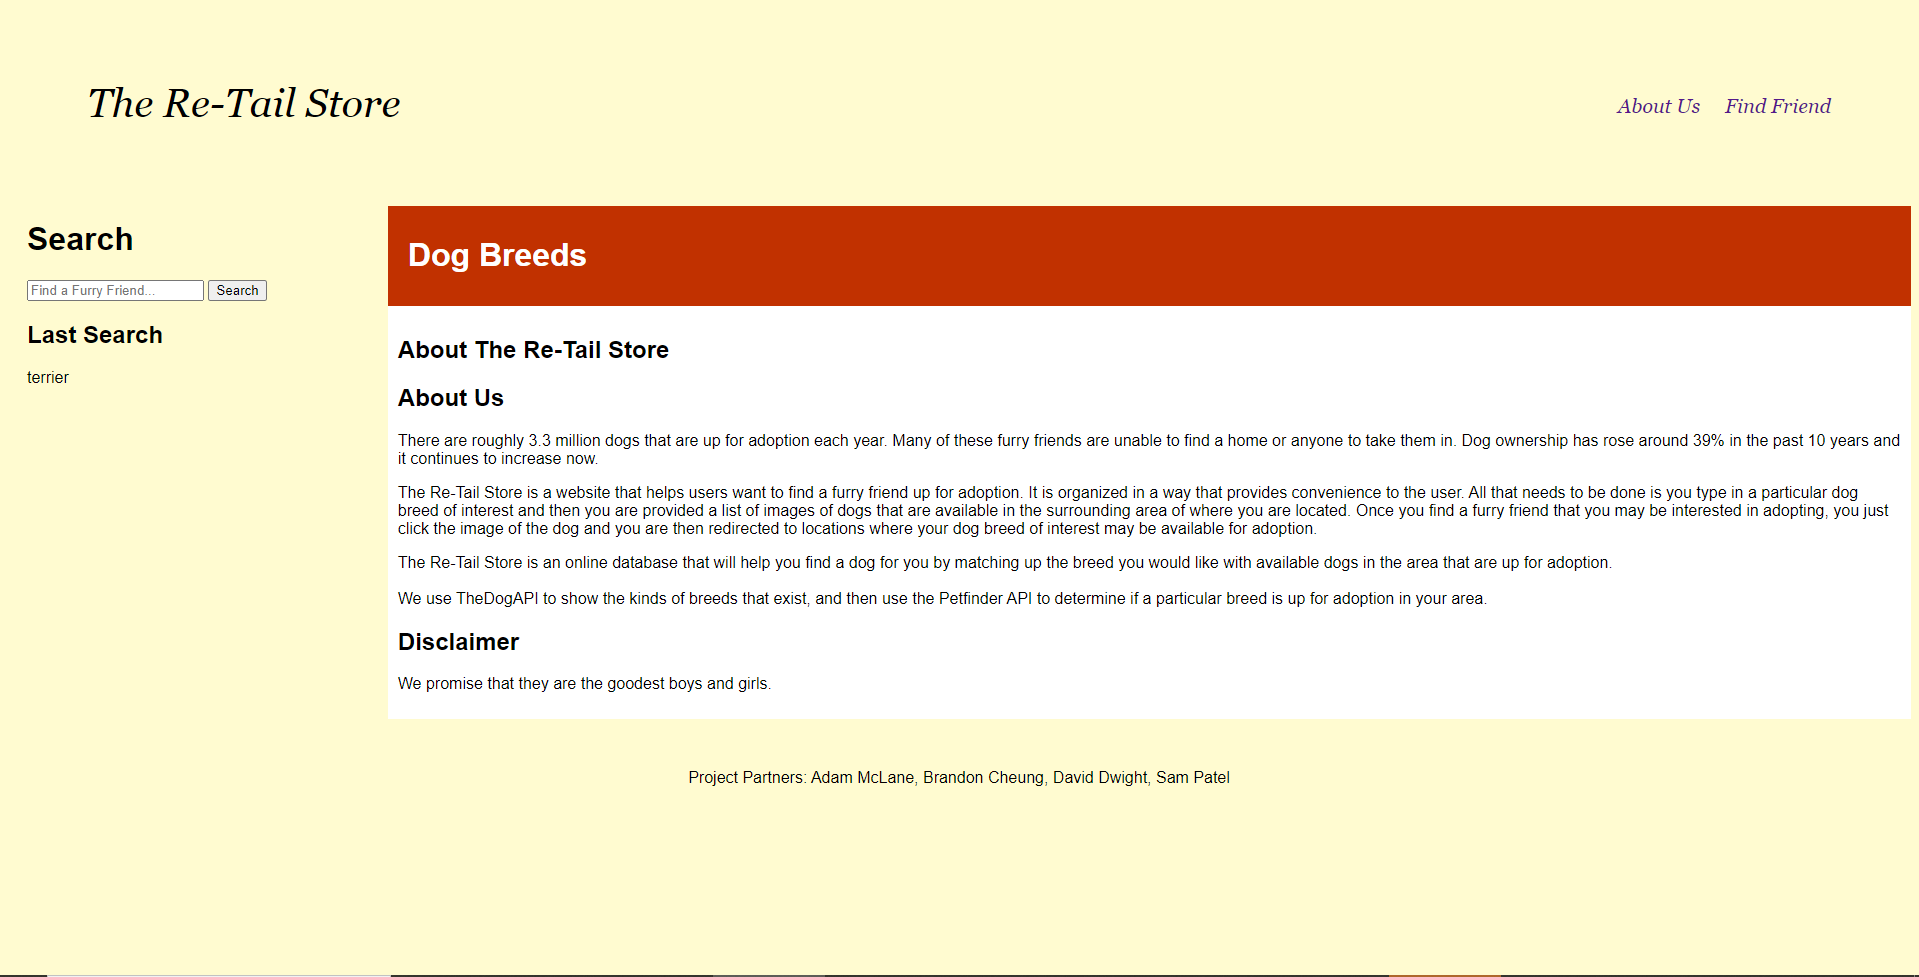 The Re-Tail Store
About Us Find Friend
Search
Find a Furry Friend... Search
Last Search
terrier
Dog Breeds
About The Re-Tail Store
About Us
There are roughly 3.3 million dogs that are up for adoption each year. Many of these furry friends are unable to find a home or anyone to take them in. Dog ownership has rose around 39% in the past 10 years and
it continues to increase now.
The Re-Tail Store is a website that helps users want to find a furry friend up for adoption. It is organized in a way that provides convenience to the user. All that needs to be done is you type in a particular dog
breed of interest and then you are provided a list of images of dogs that are available in the surrounding area of where you are located. Once you find a furry friend that you may be interested in adopting, you just
click the image of the dog and you are then redirected to locations where your dog breed of interest may be available for adoption.
The Re-Tail Store is an online database that will help you find a dog for you by matching up the breed you would like with available dogs in the area that are up for adoption.
We use TheDogAPI to show the kinds of breeds that exist, and then use the Petfinder API to determine if a particular breed is up for adoption in your area.
Disclaimer
We promise that they are the goodest boys and girls.
Project Partners: Adam McLane, Brandon Cheung, David Dwight, Sam Patel